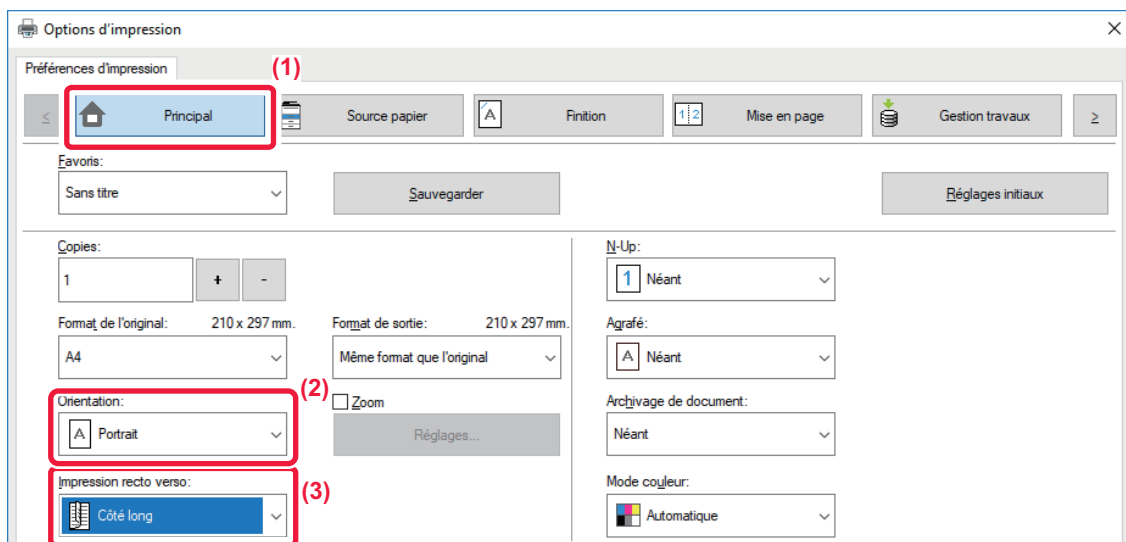 Options d'impression
Préférences d'impression
(1)
< Principal Source papier A Finition 1 2 Mise en page Gestion travaux >
Favoris:
Sans titre Sauvegarder Réglages initiaux
Copies: N-Up:
1 + - 1 Néant
Format de l'original: 210 x 297 mm. Format de sortie: 210 x 297 mm. Agrafé:
A4 Même format que l'original A Néant
(2)
Orientation: Zoom Archivage de document:
A Portrait Réglages... Néant
Impression recto verso: (3) Mode couleur:
Côté long Automatique